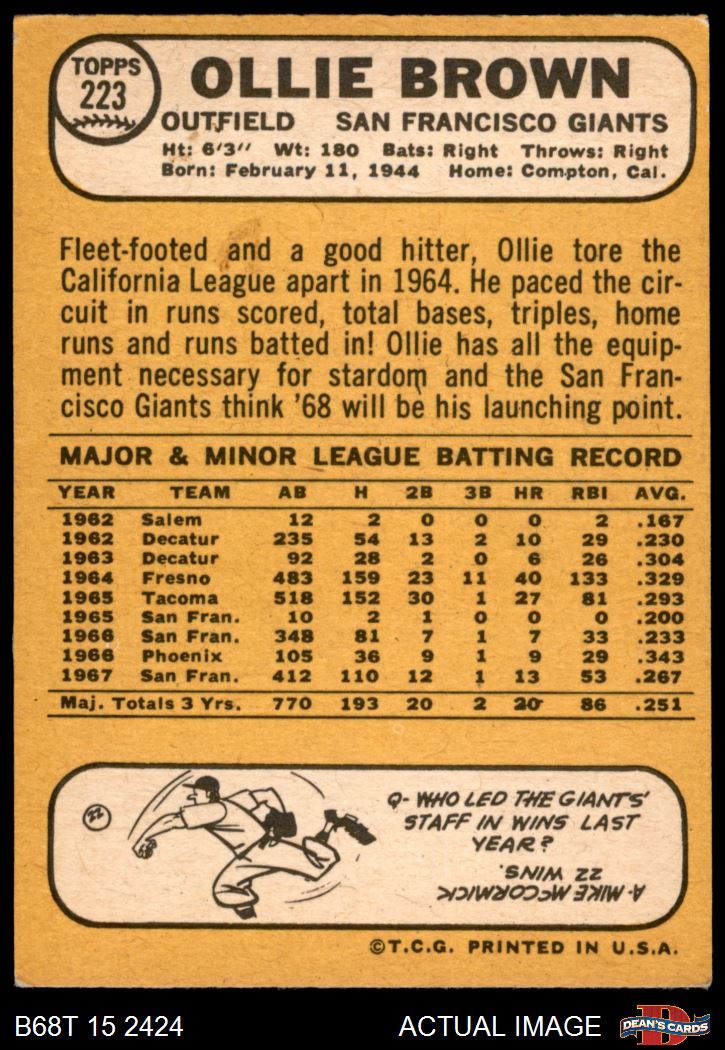 TOPPS
223
OLLIE BROWN
OUTFIELD SAN FRANCISCO GIANTS
Ht: 6'3" Wt: 180 Bats: Right Throws: Right
Born: February 11, 1944 Home: Compton, Cal.
Fleet-footed and a good hitter, Ollie tore the
California League apart in 1964. He paced the cir-
cuit in runs scored, total bases, triples, home
runs and runs batted in! Ollie has all the equip-
ment necessary for stardom and the San Fran-
cisco Giants think '68 will be his launching point.
MAJOR & MINOR LEAGUE BATTING RECORD
YEAR TEAM AB H 2B 3B HR RBI AVG.
1962 Salem 12 2 0 0 0 2 .167
1962 Decatur 235 54 13 2 10 29 .230
1963 Decatur 92 28 2 0 6 26 .304
1964 Fresno 483 159 23 11 40 133 .329
1965 Tacoma 518 152 30 1 27 81 .293
1965 San Fran. 10 2 1 0 0 0 .200
1966 San Fran. 348 81 7 1 7 33 .233
1966 Phoenix 105 36 9 1 9 29 .343
1967 San Fran. 412 110 12 1 13 53 .267
Maj. Totals 3 Yrs. 770 193 20 2 20 86 .251
22
Q- WHO LED THE GIANTS'
STAFF IN WINS LAST
YEAR?
A- MIKE McCORMICK
22 WINS.
©T.C.G. PRINTED IN U.S.A.
B68T 15 2424 ACTUAL IMAGE
D
DEAN'S CARDS